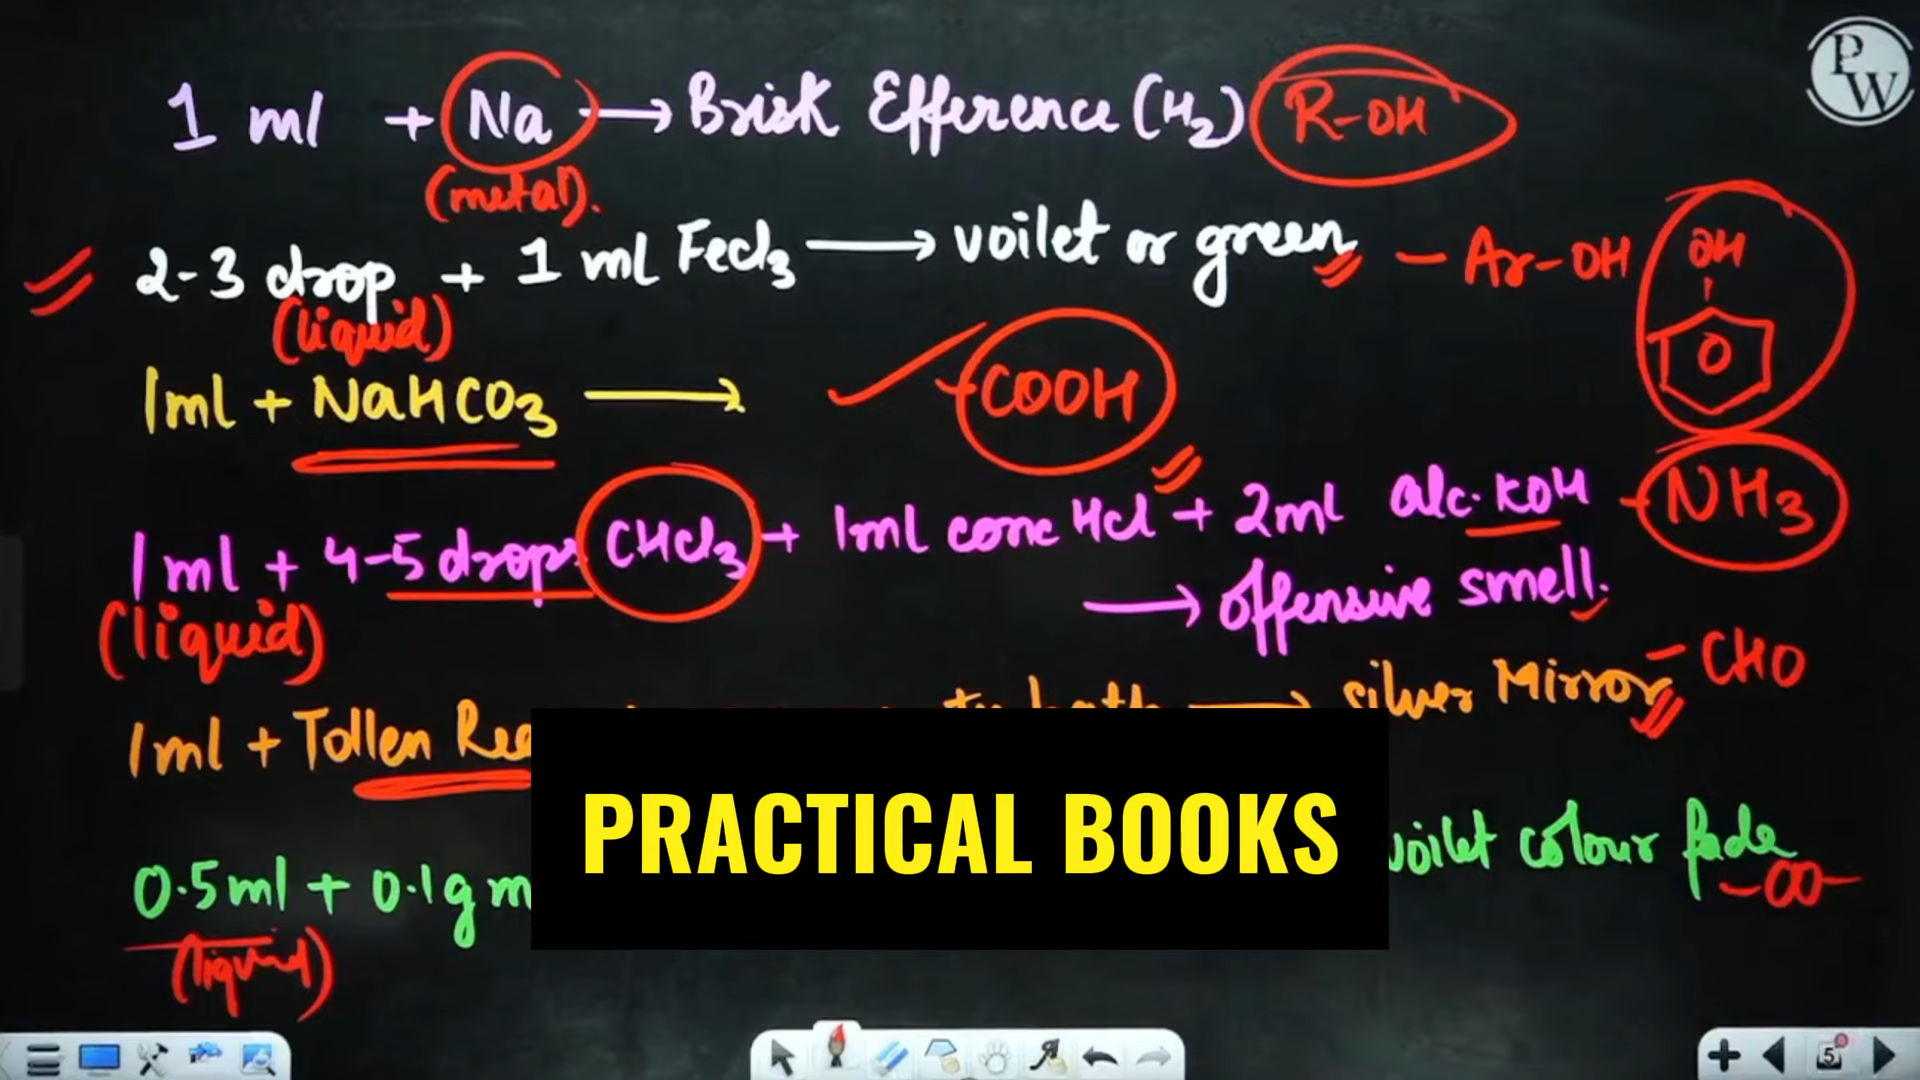 PW
1 ml + Na → Brisk Efference (H₂) R-OH
(metal).
2-3 drop + 1 ml Fecl₃ → voilet or green — Ar-OH OH
(liquid)
1ml + NaHCO₃ → -COOH
1ml + 4-5 drops CHCl₃ + 1ml conc Hcl + 2ml alc. KOH - NH₃
→ offensive smell.
(liquid)
1ml + Tollen → silver Mirror - CHO
PRACTICAL BOOKS
0.5ml + 0.1g voilet colour fade
(liquid)
5